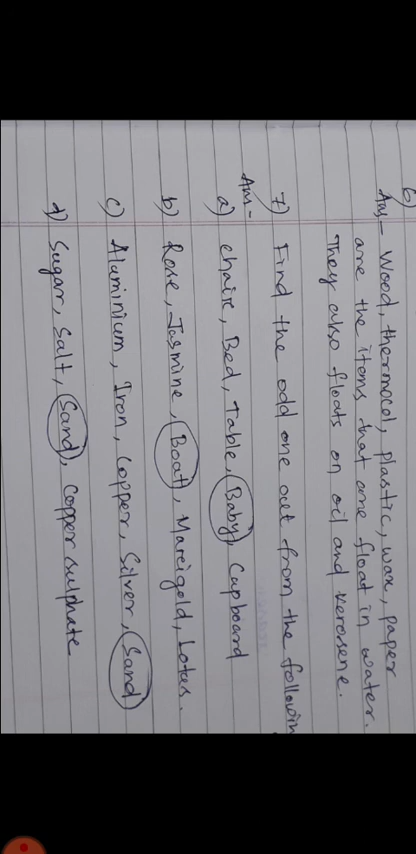 6)
Ans- Wood, thermocol, plastic, wax, paper
are the items that are float in water.
They also floats on oil and kerosene.
7) Find the odd one out from the followin
Ans-
a) chair, Bed, Table, Baby, Cupboard
b) Rose, Jasmine, Boat, Marigold, Lotus.
c) Aluminium, Iron, Copper, Silver, Sand
d) Sugar, Salt, Sand, Copper sulphate